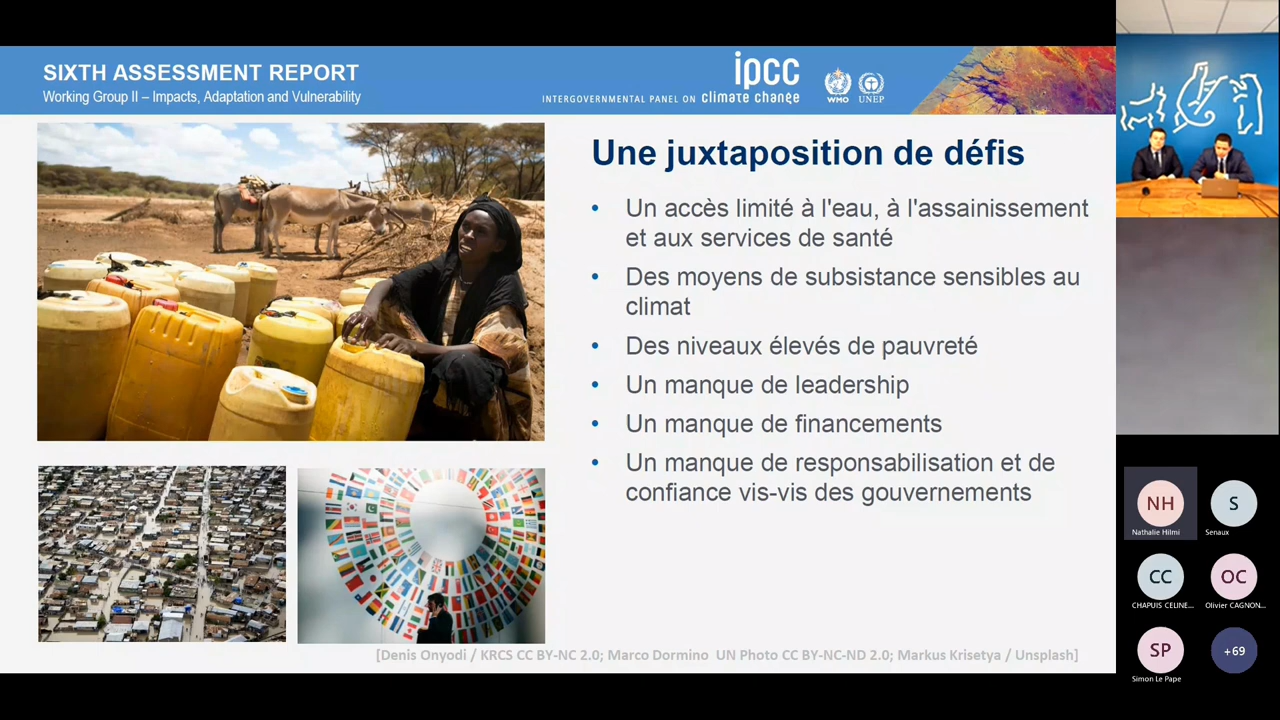 SIXTH ASSESSMENT REPORT
Working Group II – Impacts, Adaptation and Vulnerability
ipcc
INTERGOVERNMENTAL PANEL ON climate change
WMO
UNEP
Une juxtaposition de défis
• Un accès limité à l'eau, à l'assainissement
et aux services de santé
• Des moyens de subsistance sensibles au
climat
• Des niveaux élevés de pauvreté
• Un manque de leadership
• Un manque de financements
• Un manque de responsabilisation et de
confiance vis-vis des gouvernements
[Denis Onyodi / KRCS CC BY-NC 2.0; Marco Dormino UN Photo CC BY-NC-ND 2.0; Markus Krisetya / Unsplash]
NH
Nathalie Hilmi
S
Senaux
CC
CHAPUIS CELINE...
OC
Olivier CAGNON...
SP
Simon Le Pape
+69